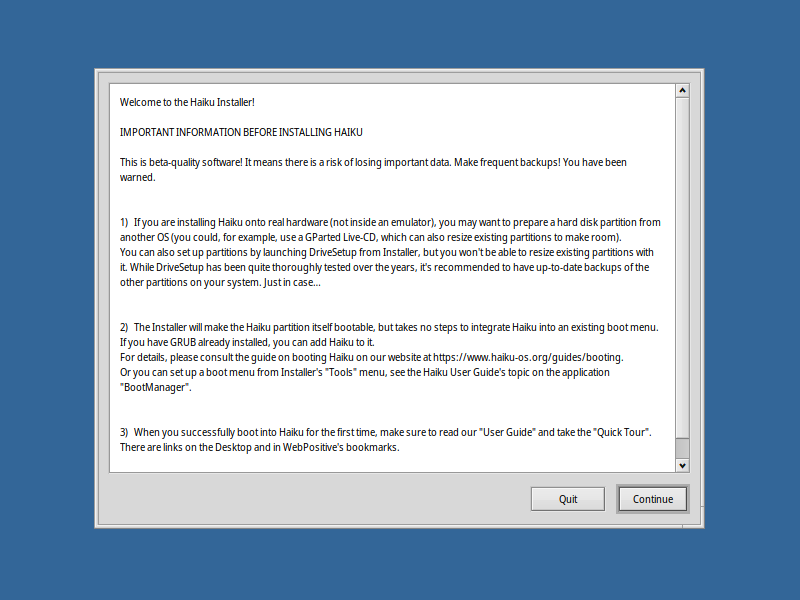 Welcome to the Haiku Installer!
IMPORTANT INFORMATION BEFORE INSTALLING HAIKU
This is beta-quality software! It means there is a risk of losing important data. Make frequent backups! You have been
warned.
1) If you are installing Haiku onto real hardware (not inside an emulator), you may want to prepare a hard disk partition from
another OS (you could, for example, use a GParted Live-CD, which can also resize existing partitions to make room).
You can also set up partitions by launching DriveSetup from Installer, but you won't be able to resize existing partitions with
it. While DriveSetup has been quite thoroughly tested over the years, it's recommended to have up-to-date backups of the
other partitions on your system. Just in case...
2) The Installer will make the Haiku partition itself bootable, but takes no steps to integrate Haiku into an existing boot menu.
If you have GRUB already installed, you can add Haiku to it.
For details, please consult the guide on booting Haiku on our website at https://www.haiku-os.org/guides/booting.
Or you can set up a boot menu from Installer's "Tools" menu, see the Haiku User Guide's topic on the application
"BootManager".
3) When you successfully boot into Haiku for the first time, make sure to read our "User Guide" and take the "Quick Tour".
There are links on the Desktop and in WebPositive's bookmarks.
Quit
Continue